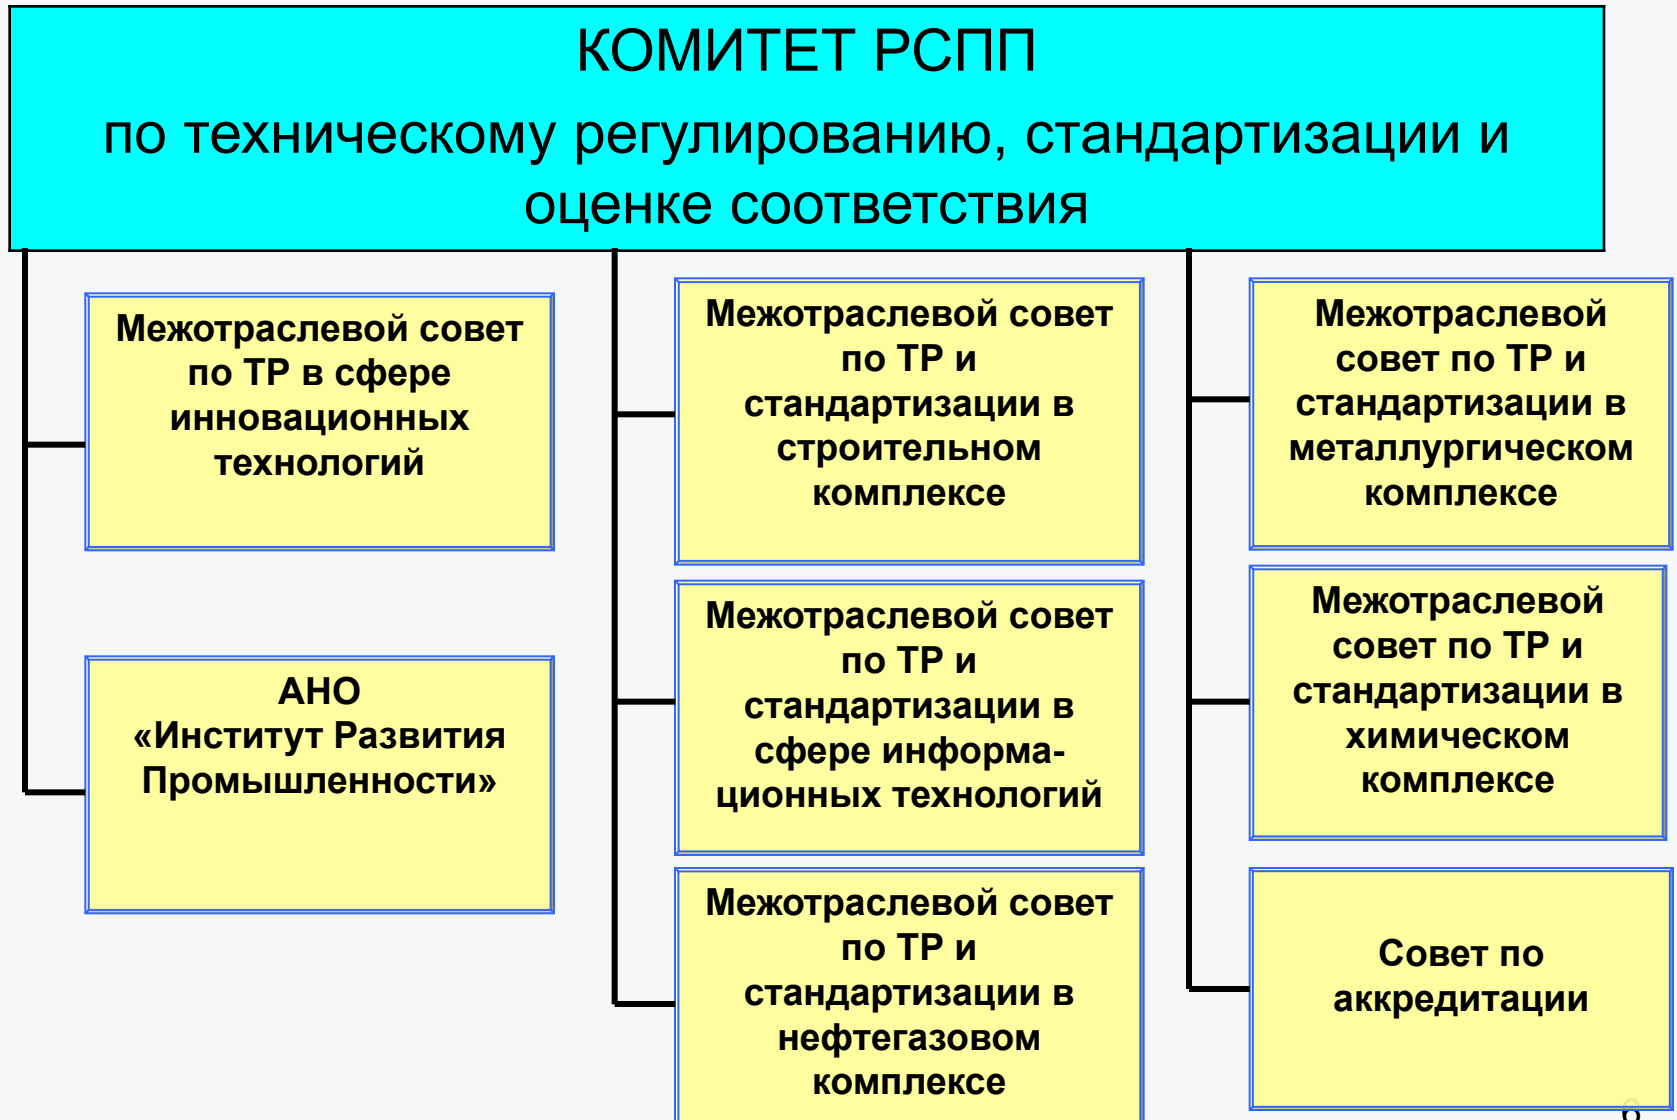 КОМИТЕТ РСПП
по техническому регулированию, стандартизации и
оценке соответствия
Межотраслевой совет
по ТР в сфере
инновационных
технологий
АНО
«Институт Развития
Промышленности»
Межотраслевой совет
по ТР и
стандартизации в
строительном
комплексе
Межотраслевой совет
по ТР и
стандартизации в
сфере информа-
ционных технологий
Межотраслевой совет
по ТР и
стандартизации в
нефтегазовом
комплексе
Межотраслевой
совет по ТР и
стандартизации в
металлургическом
комплексе
Межотраслевой
совет по ТР и
стандартизации в
химическом
комплексе
Совет по
аккредитации